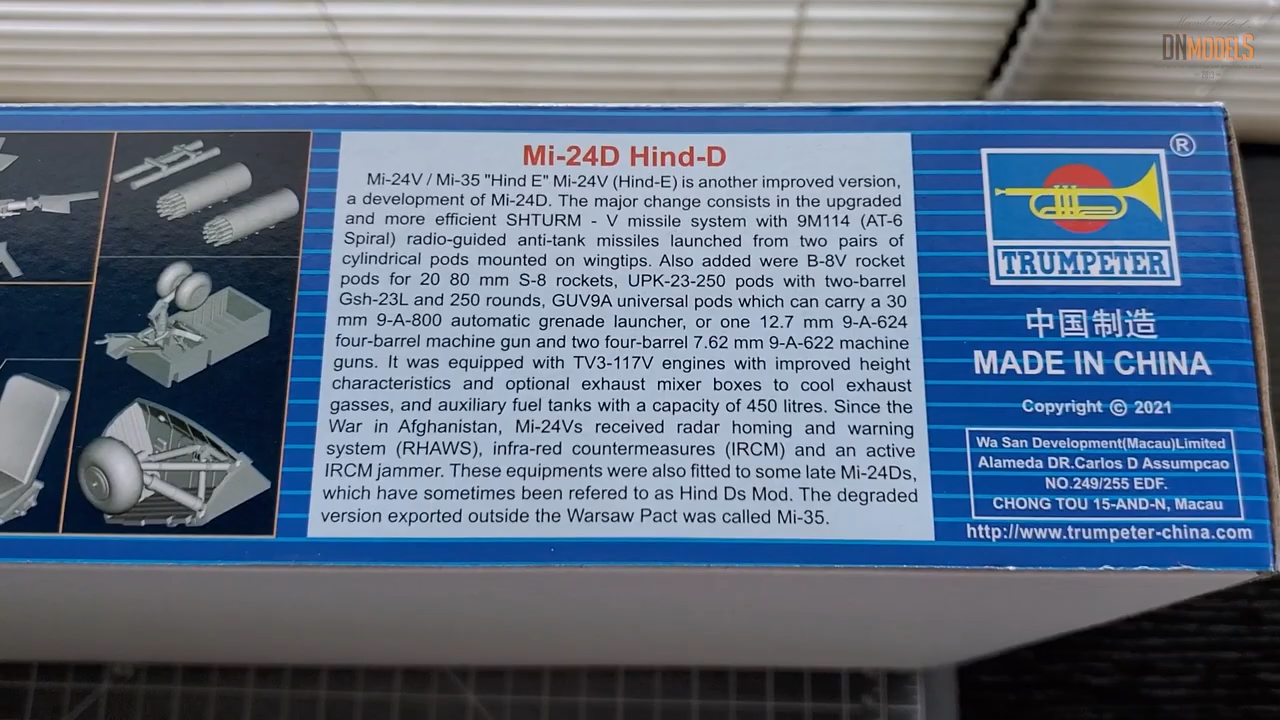 DNMODELS
Mi-24D Hind-D
Mi-24V / Mi-35 "Hind E" Mi-24V (Hind-E) is another improved version,
a development of Mi-24D. The major change consists in the upgraded
and more efficient SHTURM - V missile system with 9M114 (AT-6
Spiral) radio-guided anti-tank missiles launched from two pairs of
cylindrical pods mounted on wingtips. Also added were B-8V rocket
pods for 20 80 mm S-8 rockets, UPK-23-250 pods with two-barrel
Gsh-23L and 250 rounds, GUV9A universal pods which can carry a 30
mm 9-A-800 automatic grenade launcher, or one 12.7 mm 9-A-624
four-barrel machine gun and two four-barrel 7.62 mm 9-A-622 machine
guns. It was equipped with TV3-117V engines with improved height
characteristics and optional exhaust mixer boxes to cool exhaust
gasses, and auxiliary fuel tanks with a capacity of 450 litres. Since the
War in Afghanistan, Mi-24Vs received radar homing and warning
system (RHAWS), infra-red countermeasures (IRCM) and an active
IRCM jammer. These equipments were also fitted to some late Mi-24Ds,
which have sometimes been refered to as Hind Ds Mod. The degraded
version exported outside the Warsaw Pact was called Mi-35.
®
TRUMPETER
中国制造
MADE IN CHINA
Copyright © 2021
Wa San Development(Macau)Limited
Alameda DR.Carlos D Assumpcao
NO.249/255 EDF.
CHONG TOU 15-AND-N, Macau
http://www.trumpeter-china.com